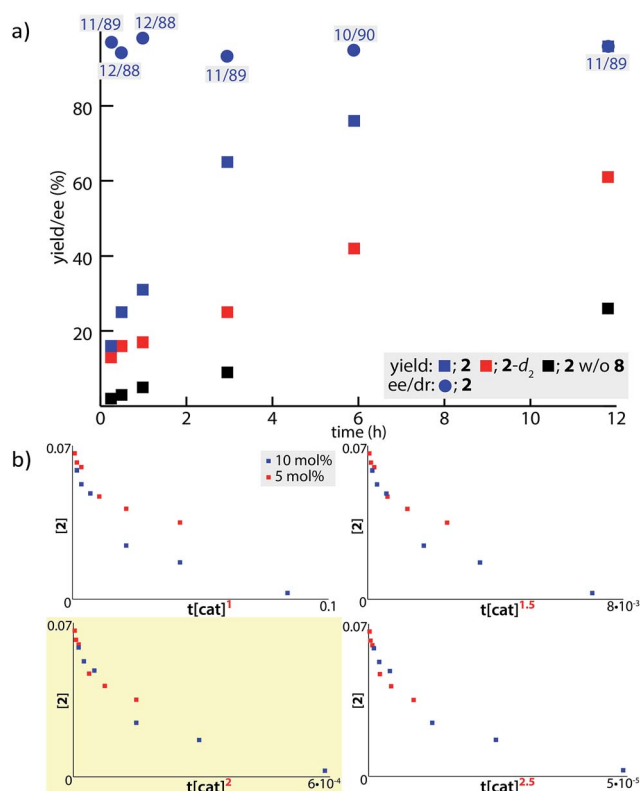 a)
11/89
12/88
12/88
11/89
10/90
11/89
80
60
40
20
yield/ee (%)
yield: ■; 2 ■; 2-d₂ ■; 2 w/o 8
ee/dr: ●; 2
0 2 4 6 8 10 12
time (h)
b)
0.07
[2]
0
t[cat]¹
0.1
10 mol%
5 mol%
0.07
[2]
0
t[cat]¹·⁵
8•10⁻³
0.07
[2]
0
t[cat]²
6•10⁻⁴
0.07
[2]
0
t[cat]²·⁵
5•10⁻⁵